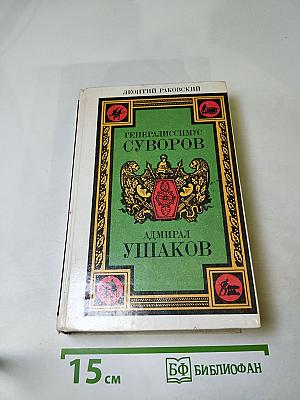 ЛЕОНТИЙ РАКОВСКИЙ
ГЕНЕРАЛИССИМУС
СУВОРОВ
АДМИРАЛ
УШАКОВ
15 см
БФ БИБЛИОФАН